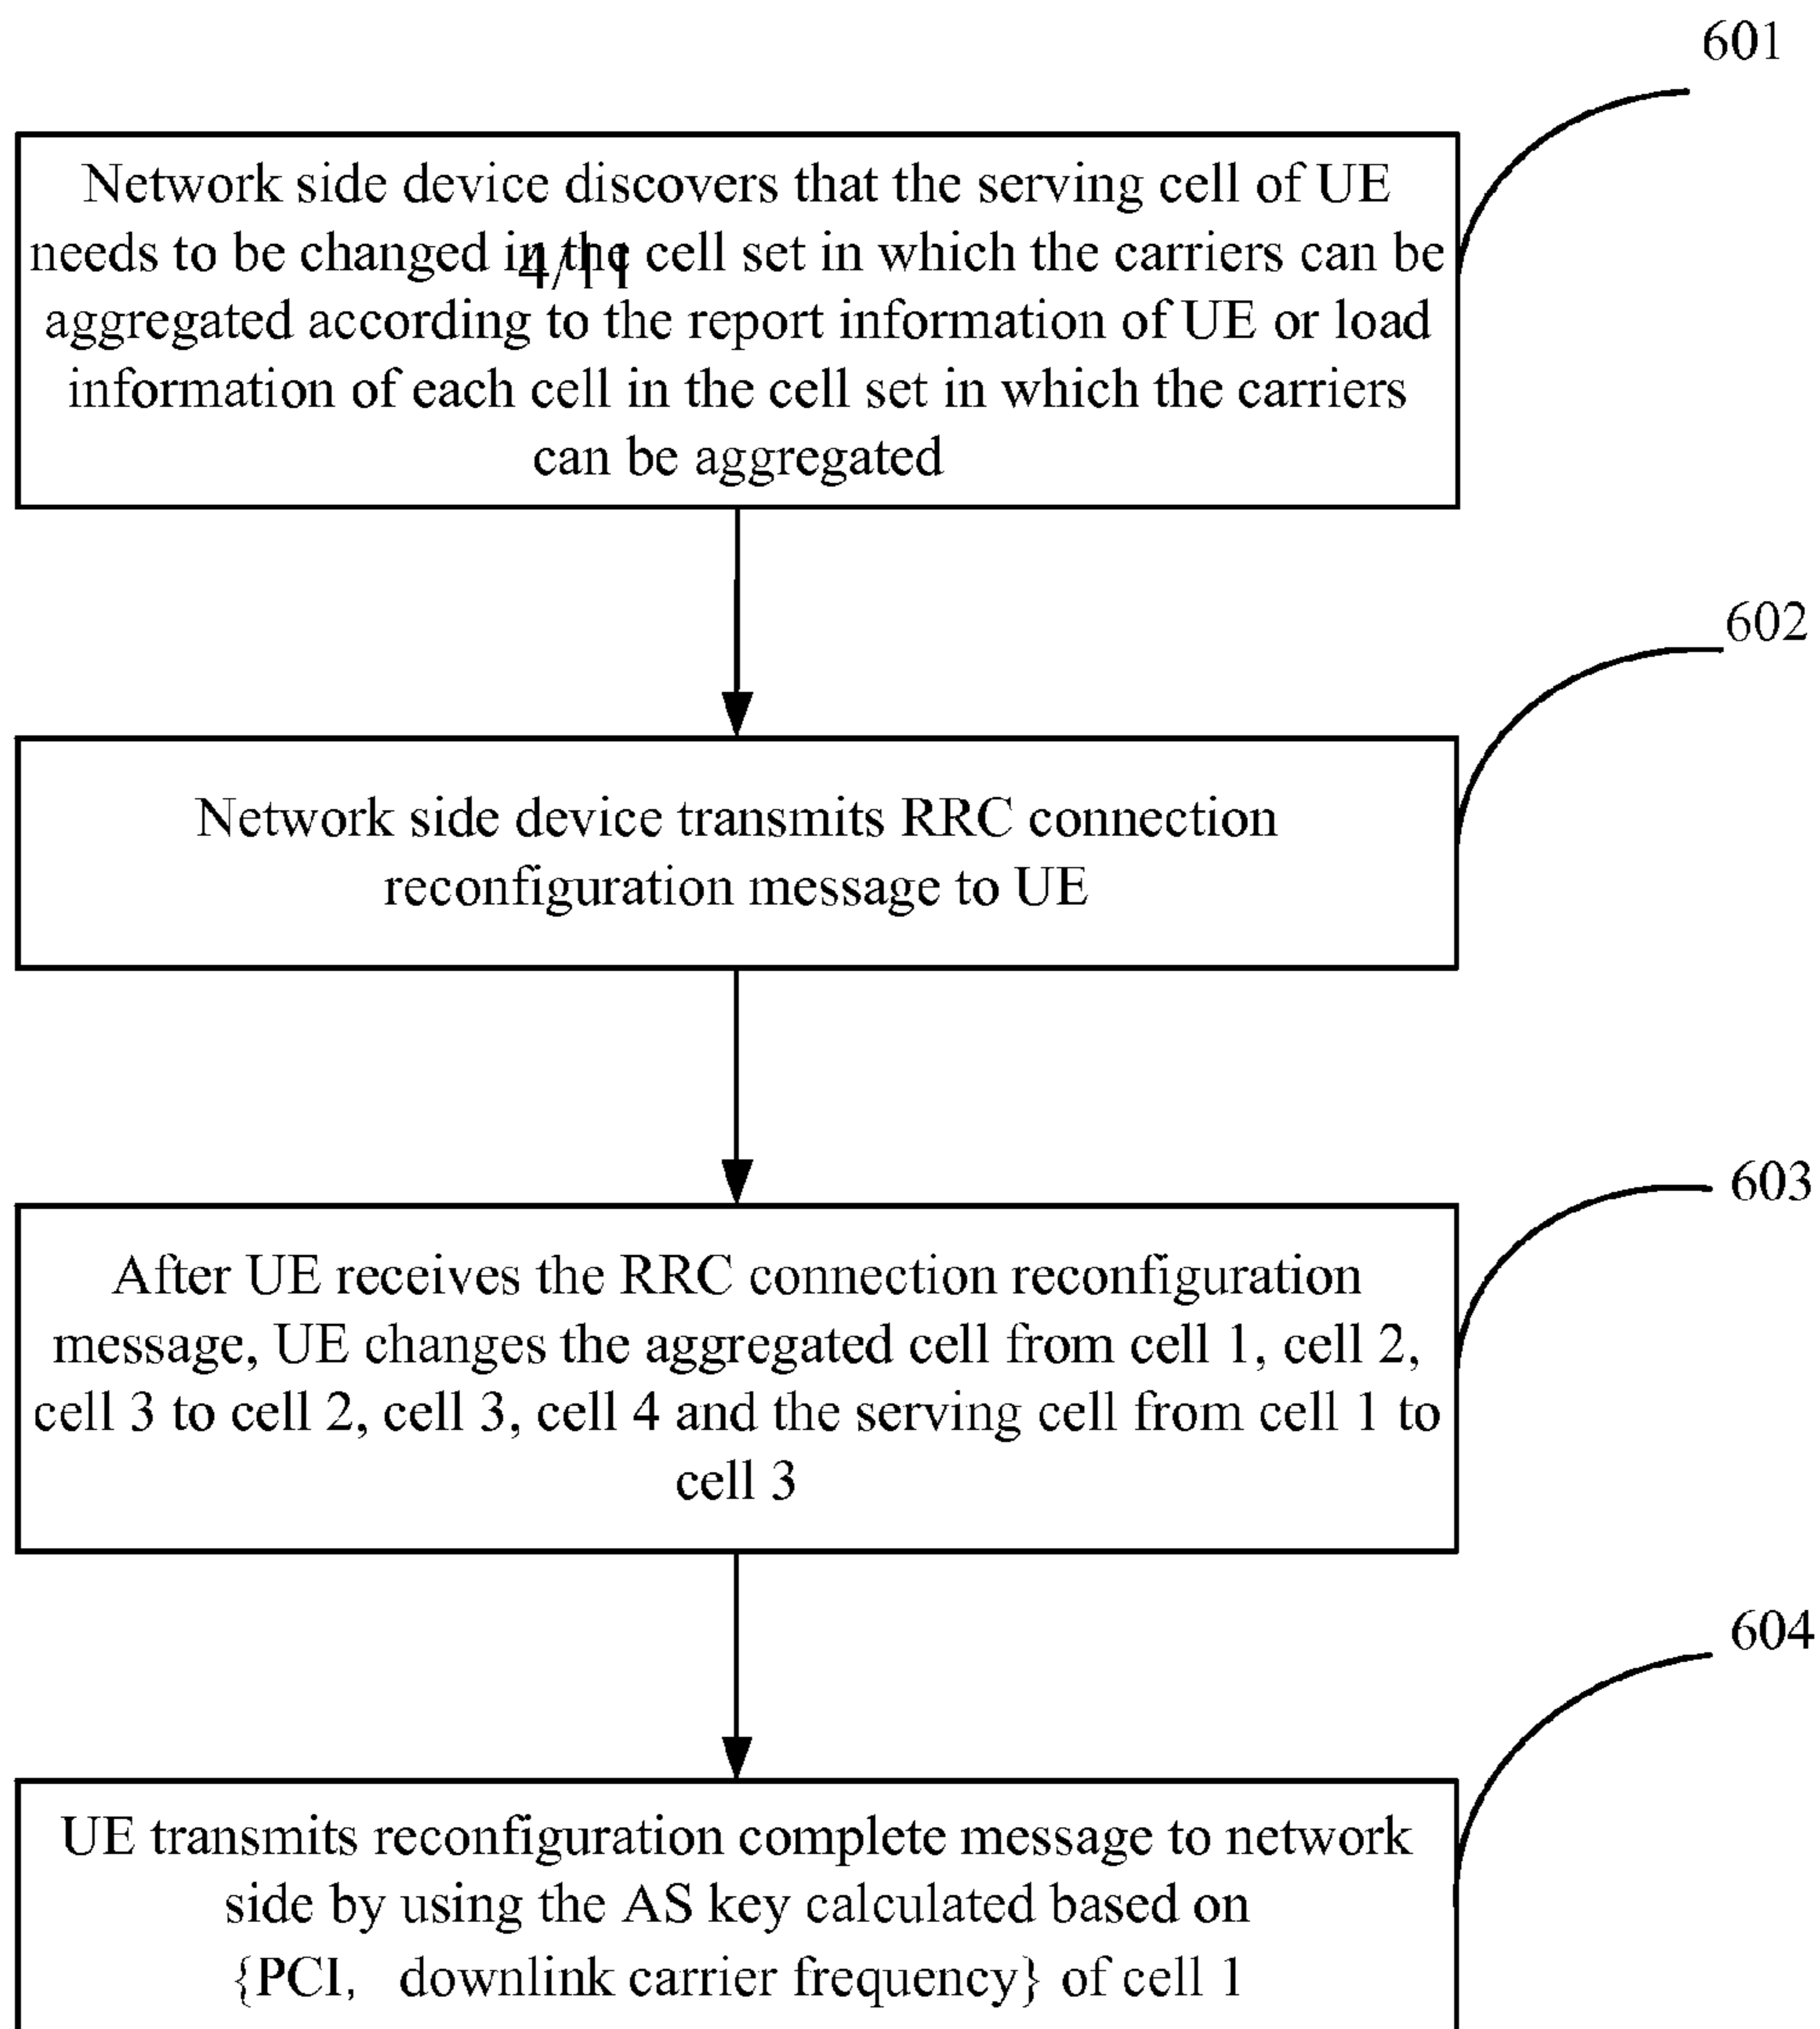 601
Network side device discovers that the serving cell of UE
needs to be changed in the cell set in which the carriers can be
4/11
aggregated according to the report information of UE or load
information of each cell in the cell set in which the carriers
can be aggregated
602
Network side device transmits RRC connection
reconfiguration message to UE
603
After UE receives the RRC connection reconfiguration
message, UE changes the aggregated cell from cell 1, cell 2,
cell 3 to cell 2, cell 3, cell 4 and the serving cell from cell 1 to
cell 3
604
UE transmits reconfiguration complete message to network
side by using the AS key calculated based on
{PCI, downlink carrier frequency} of cell 1